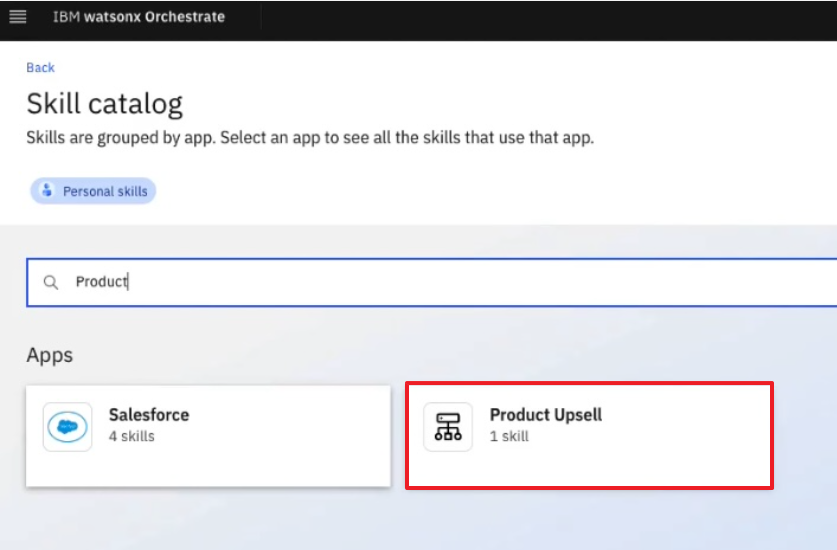 IBM watsonx Orchestrate
Back
Skill catalog
Skills are grouped by app. Select an app to see all the skills that use that app.
Personal skills
Product
Apps
Salesforce
4 skills
Product Upsell
1 skill